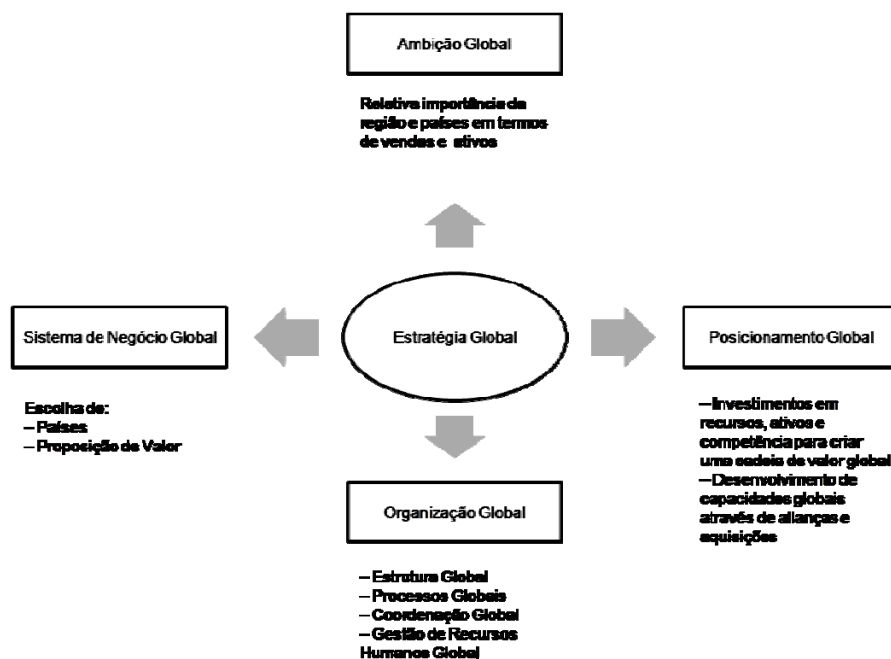 Ambição Global
Relativa importância da
região e países em termos
de vendas e ativos
Sistema de Negócio Global
Estratégia Global
Posicionamento Global
Escolha de:
– Países
– Proposição de Valor
– Investimentos em
recursos, ativos e
competência para criar
uma cadeia de valor global
– Desenvolvimento de
capacidades globais
através de alianças e
aquisições
Organização Global
– Estrutura Global
– Processos Globais
– Coordenação Global
– Gestão de Recursos
Humanos Global